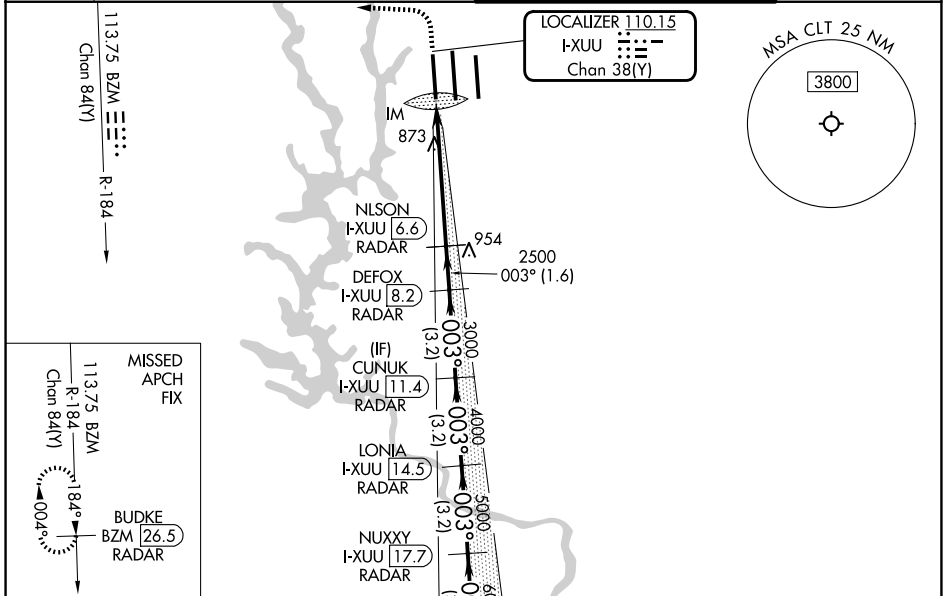 LOCALIZER 110.15
I-XUU
Chan 38(Y)
MSA CLT 25 NM
3800
113.75 BZM
Chan 84(Y)
R-184
IM
873
NLSON
I-XUU 6.6
RADAR
954
2500
003° (1.6)
DEFOX
I-XUU 8.2
RADAR
3000
003°
(3.2)
(IF)
CUNUK
I-XUU 11.4
RADAR
4000
003°
(3.2)
LONIA
I-XUU 14.5
RADAR
5000
003°
(3.2)
NUXXY
I-XUU 17.7
RADAR
MISSED
APCH
FIX
113.75 BZM
R-184
Chan 84(Y)
184°
004°
BUDKE
BZM 26.5
RADAR